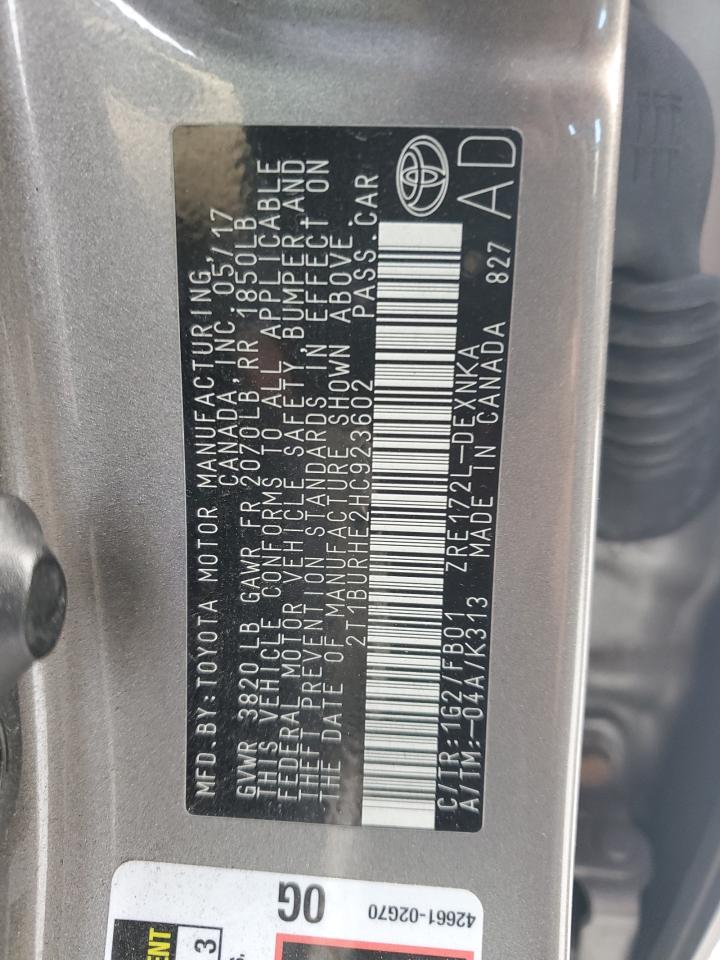 MFD.BY:TOYOTA MOTOR MANUFACTURING,
CANADA,INC. 05/17
GVWR 3820 LB GAWR FR 2070LB,RR 1850LB
THIS VEHICLE CONFORMS TO ALL APPLICABLE
FEDERAL MOTOR VEHICLE SAFETY,BUMPER,AND
THEFT PREVENTION STANDARDS IN EFFECT ON
THE DATE OF MANUFACTURE SHOWN ABOVE.
2T1BURHE2HC923602 PASS.CAR
C/TR:1G2/FB01 ZRE172L-DEXNKA
A/TM:-04A/K313 MADE IN CANADA 827
AD
0G
42661-02G70
ENT
3